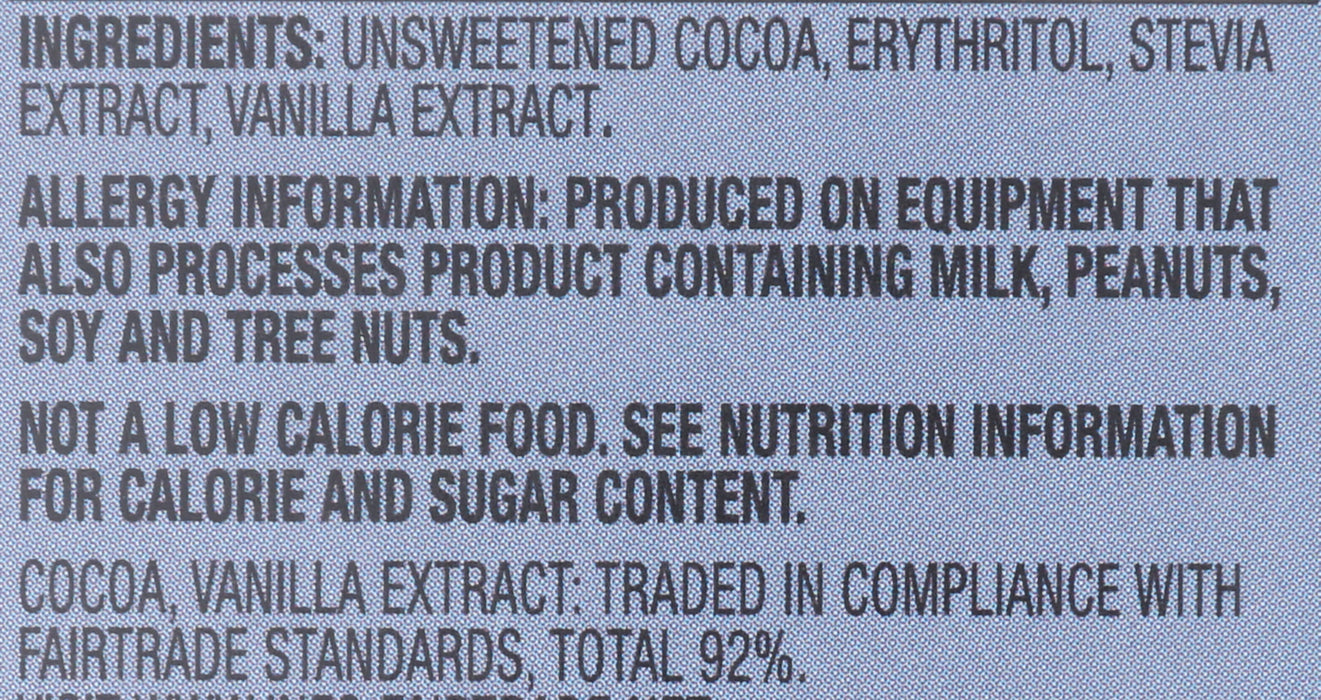 INGREDIENTS: UNSWEETENED COCOA, ERYTHRITOL, STEVIA
EXTRACT, VANILLA EXTRACT.
ALLERGY INFORMATION: PRODUCED ON EQUIPMENT THAT
ALSO PROCESSES PRODUCT CONTAINING MILK, PEANUTS,
SOY AND TREE NUTS.
NOT A LOW CALORIE FOOD. SEE NUTRITION INFORMATION
FOR CALORIE AND SUGAR CONTENT.
COCOA, VANILLA EXTRACT: TRADED IN COMPLIANCE WITH
FAIRTRADE STANDARDS, TOTAL 92%.